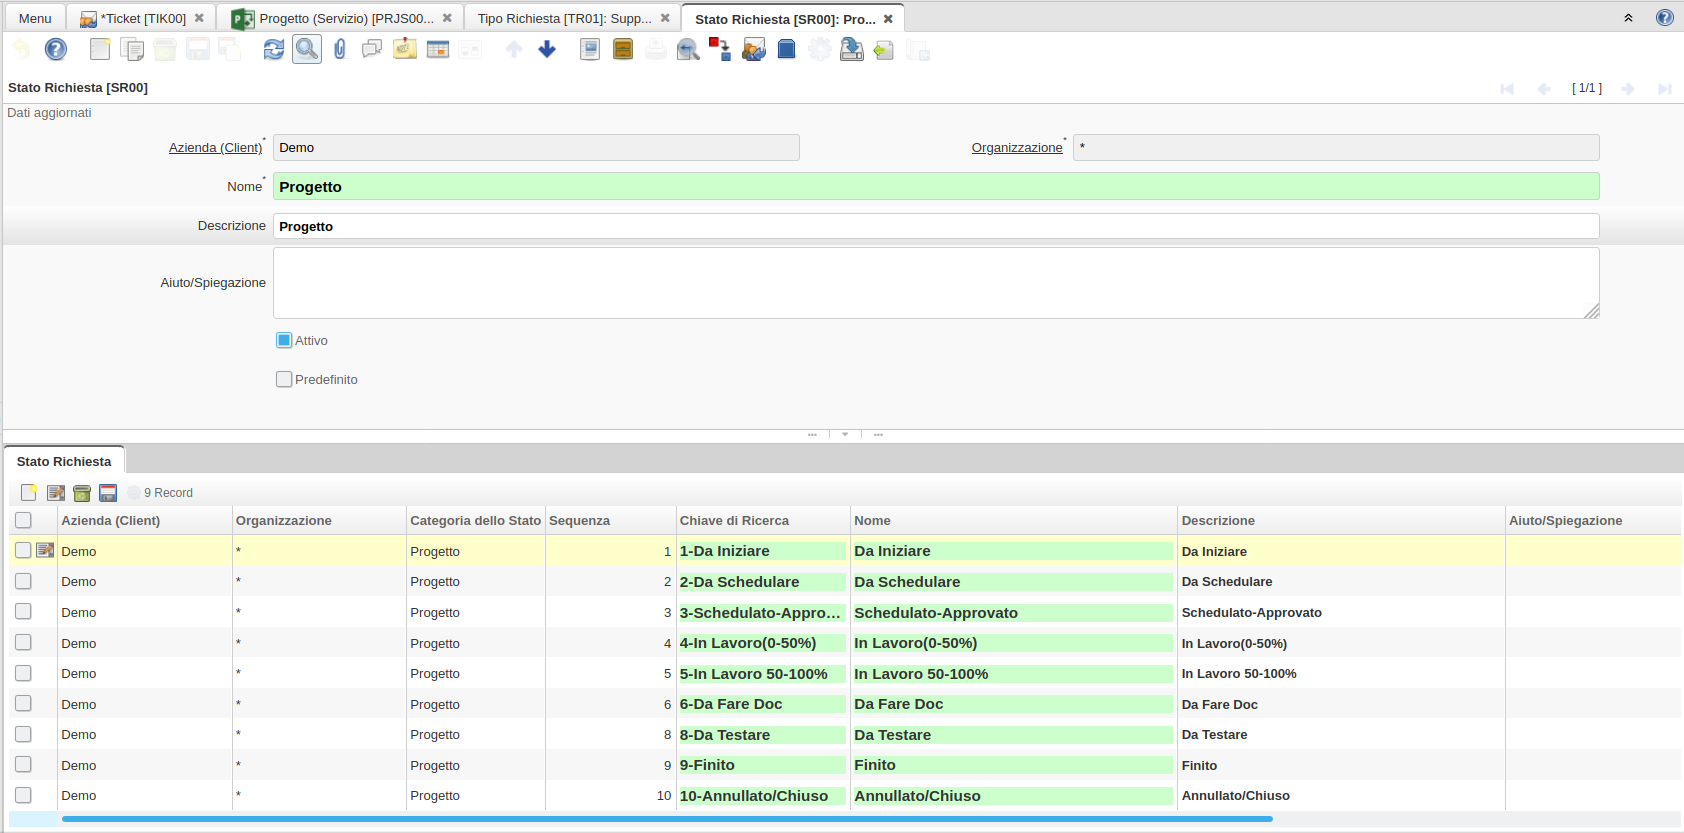 Menu *Ticket [TIK00] Progetto (Servizio) [PRJS00... Tipo Richiesta [TR01]: Supp... Stato Richiesta [SR00]: Pro...
Stato Richiesta [SR00] [ 1/1 ]
Dati aggiornati
Azienda (Client)* Demo Organizzazione* *
Nome* Progetto
Descrizione Progetto
Aiuto/Spiegazione
Attivo
Predefinito
Stato Richiesta
9 Record
Azienda (Client) Organizzazione Categoria dello Stato Sequenza Chiave di Ricerca Nome Descrizione Aiuto/Spiegazione
Demo * Progetto 1 1-Da Iniziare Da Iniziare Da Iniziare
Demo * Progetto 2 2-Da Schedulare Da Schedulare Da Schedulare
Demo * Progetto 3 3-Schedulato-Appro... Schedulato-Approvato Schedulato-Approvato
Demo * Progetto 4 4-In Lavoro(0-50%) In Lavoro(0-50%) In Lavoro(0-50%)
Demo * Progetto 5 5-In Lavoro 50-100% In Lavoro 50-100% In Lavoro 50-100%
Demo * Progetto 6 6-Da Fare Doc Da Fare Doc Da Fare Doc
Demo * Progetto 8 8-Da Testare Da Testare Da Testare
Demo * Progetto 9 9-Finito Finito Finito
Demo * Progetto 10 10-Annullato/Chiuso Annullato/Chiuso Annullato/Chiuso